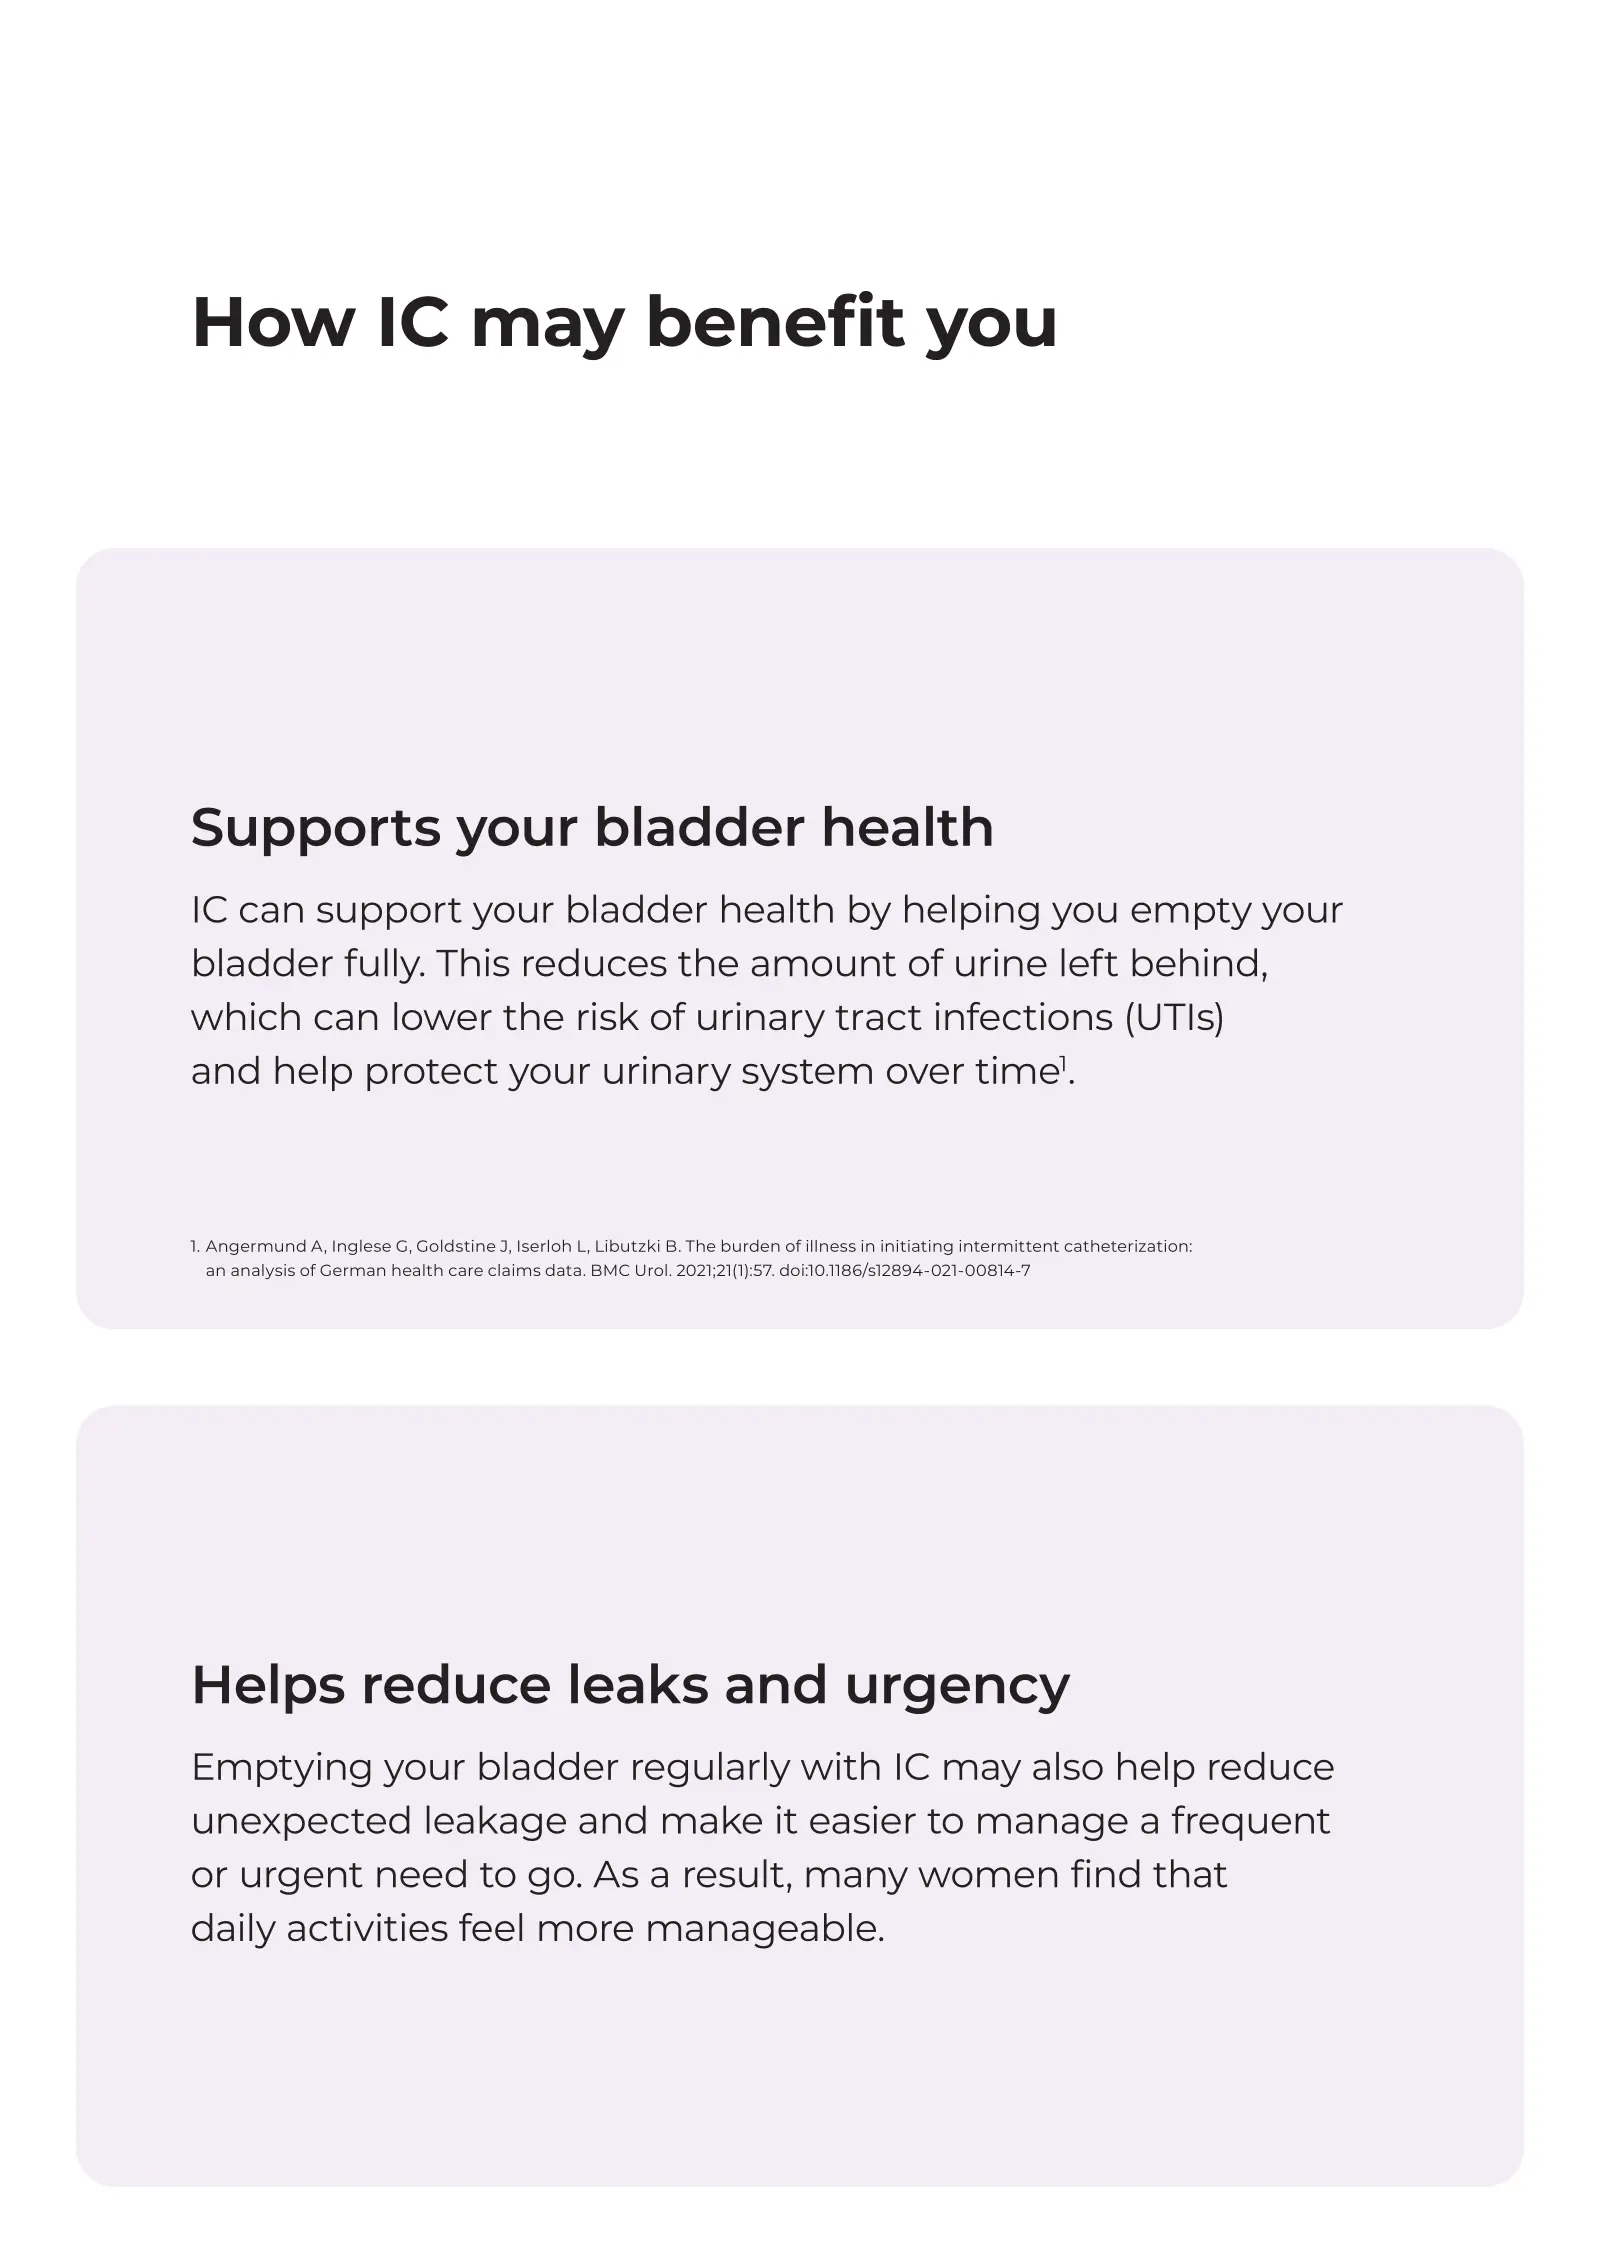 How IC may benefit you
Supports your bladder health
IC can support your bladder health by helping you empty your
bladder fully. This reduces the amount of urine left behind,
which can lower the risk of urinary tract infections (UTIs)
and help protect your urinary system over time¹.
1. Angermund A, Inglese G, Goldstine J, Iserloh L, Libutzki B. The burden of illness in initiating intermittent catheterization:
an analysis of German health care claims data. BMC Urol. 2021;21(1):57. doi:10.1186/s12894-021-00814-7
Helps reduce leaks and urgency
Emptying your bladder regularly with IC may also help reduce
unexpected leakage and make it easier to manage a frequent
or urgent need to go. As a result, many women find that
daily activities feel more manageable.